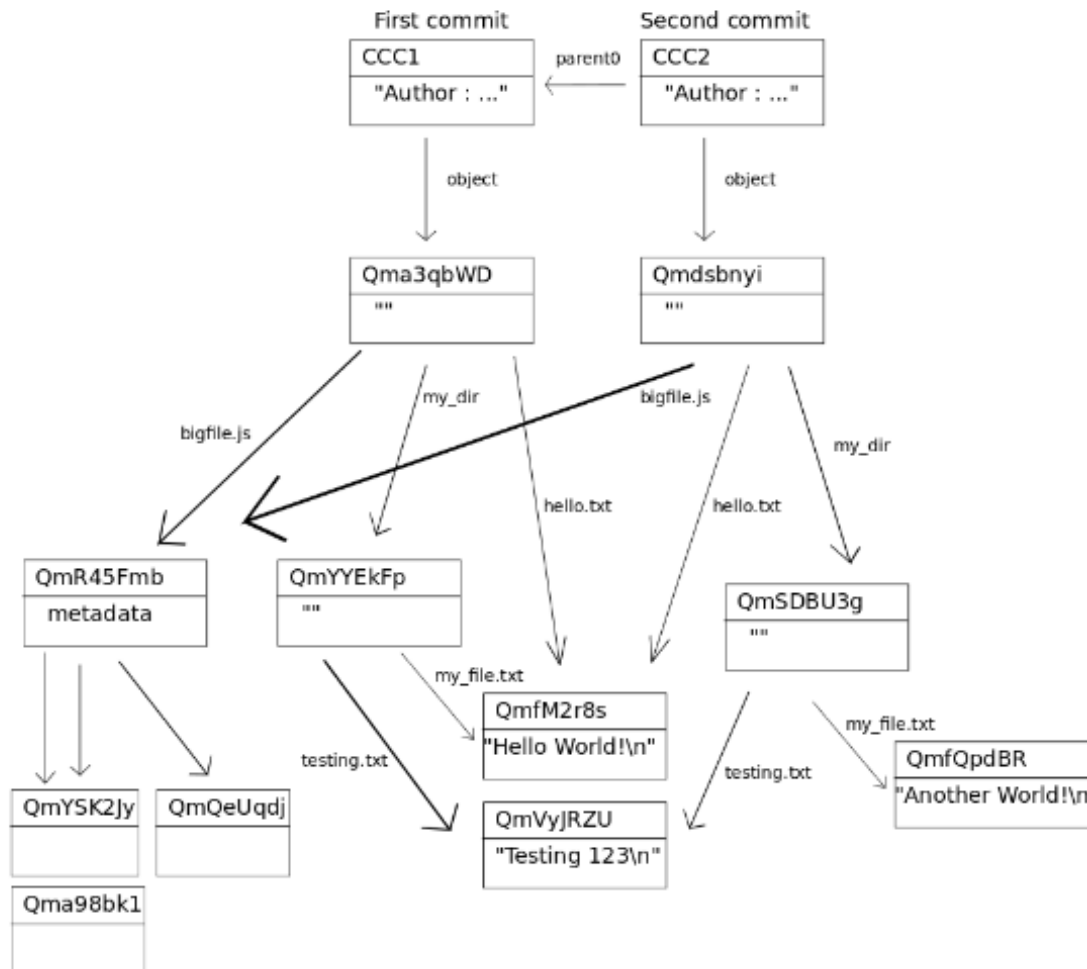 First commit
Second commit
CCC1
parent0
CCC2
"Author : ..."
"Author : ..."
object
object
Qma3qbWD
Qmdsbnyi
""
""
my_dir
bigfile.js
bigfile.js
my_dir
hello.txt
hello.txt
QmR45Fmb
QmYYEkFp
QmSDBU3g
metadata
""
""
my_file.txt
QmfM2r8s
my_file.txt
"Hello World!\n"
testing.txt
testing.txt
QmfQpdBR
"Another World!\n
QmYSK2Jy
QmQeUqdj
QmVyJRZU
"Testing 123\n"
Qma98bk1